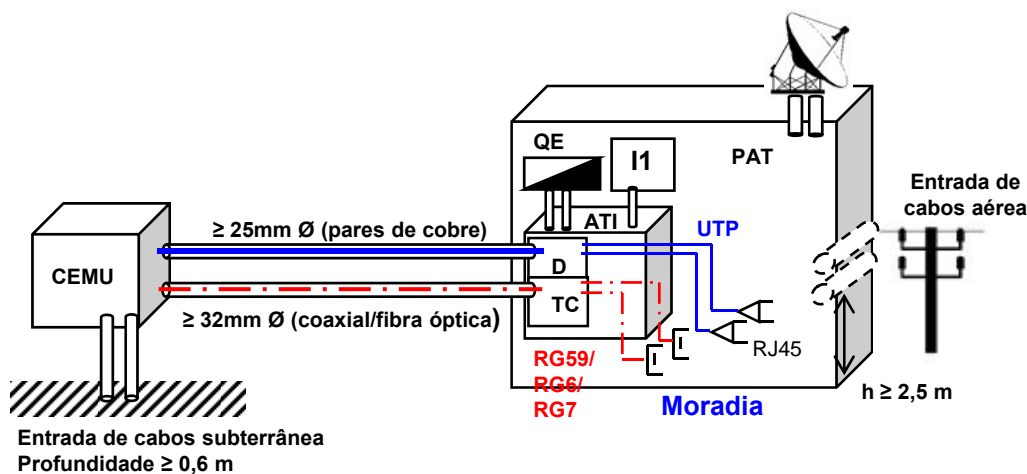 QE
I1
PAT
Entrada de
cabos aérea
ATI
UTP
≥ 25mm Ø (pares de cobre)
CEMU
D
TC
≥ 32mm Ø (coaxial/fibra óptica)
RJ45
RG59/
RG6/
RG7
Moradia
h ≥ 2,5 m
Entrada de cabos subterrânea
Profundidade ≥ 0,6 m